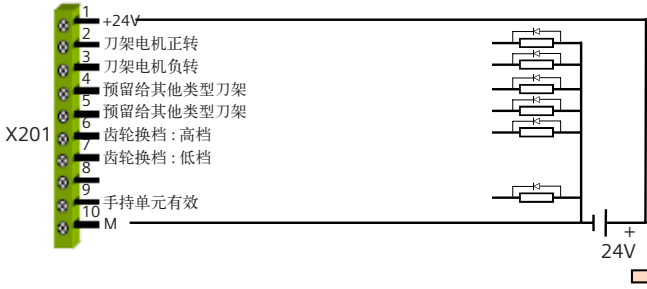 1 +24V
2 刀架电机正转
3 刀架电机负转
4 预留给其他类型刀架
5 预留给其他类型刀架
X201
6 齿轮换档 : 高档
7 齿轮换档 : 低档
8
9 手持单元有效
10 M
+
24V